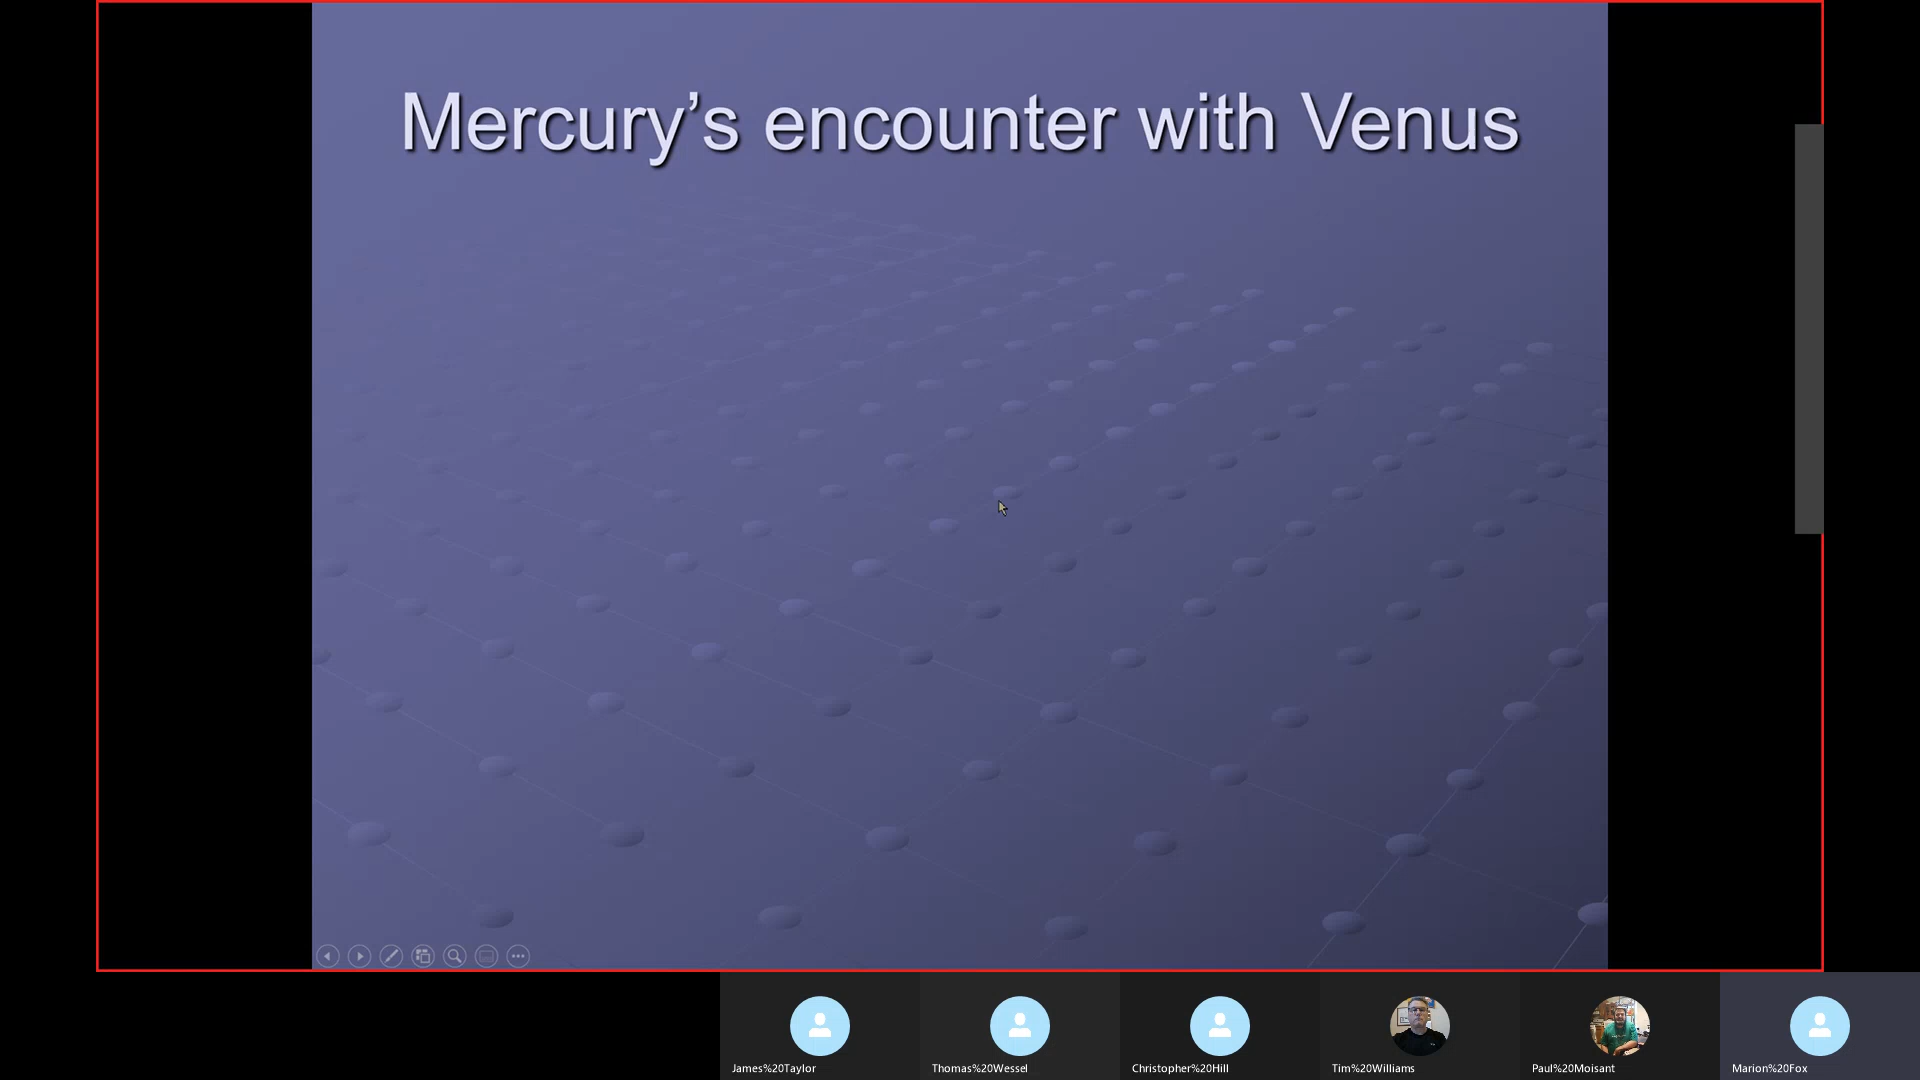 Mercury’s encounter with Venus
James%20Taylor
Thomas%20Wessel
Christopher%20Hill
Tim%20Williams
Paul%20Moisant
Marion%20Fox